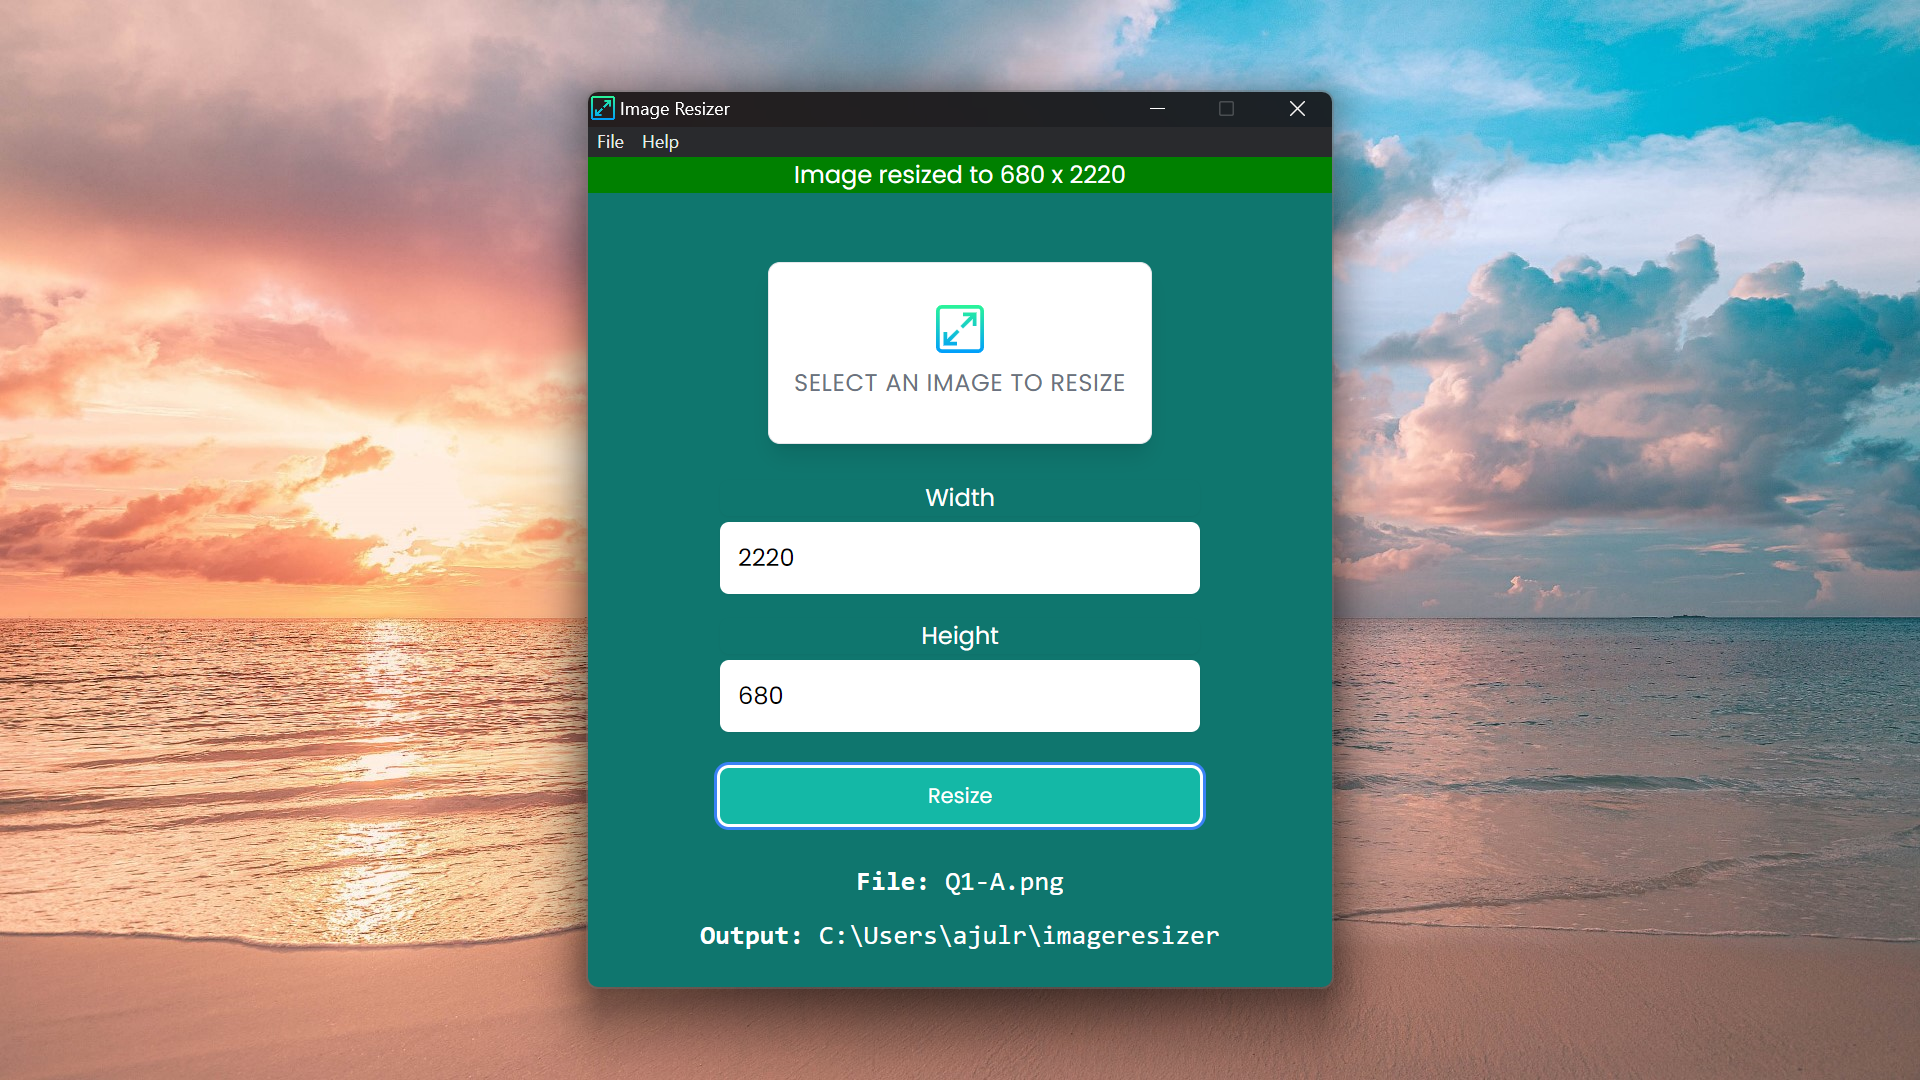 Image Resizer
File Help
Image resized to 680 x 2220
SELECT AN IMAGE TO RESIZE
Width
2220
Height
680
Resize
File: Q1-A.png
Output: C:\Users\ajulr\imageresizer